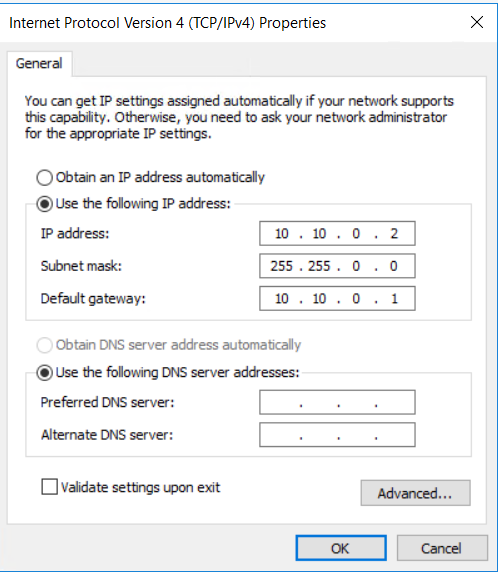 Internet Protocol Version 4 (TCP/IPv4) Properties
General
You can get IP settings assigned automatically if your network supports
this capability. Otherwise, you need to ask your network administrator
for the appropriate IP settings.
Obtain an IP address automatically
Use the following IP address:
IP address: 10 . 10 . 0 . 2
Subnet mask: 255 . 255 . 0 . 0
Default gateway: 10 . 10 . 0 . 1
Obtain DNS server address automatically
Use the following DNS server addresses:
Preferred DNS server: . . .
Alternate DNS server: . . .
Validate settings upon exit
Advanced...
OK Cancel